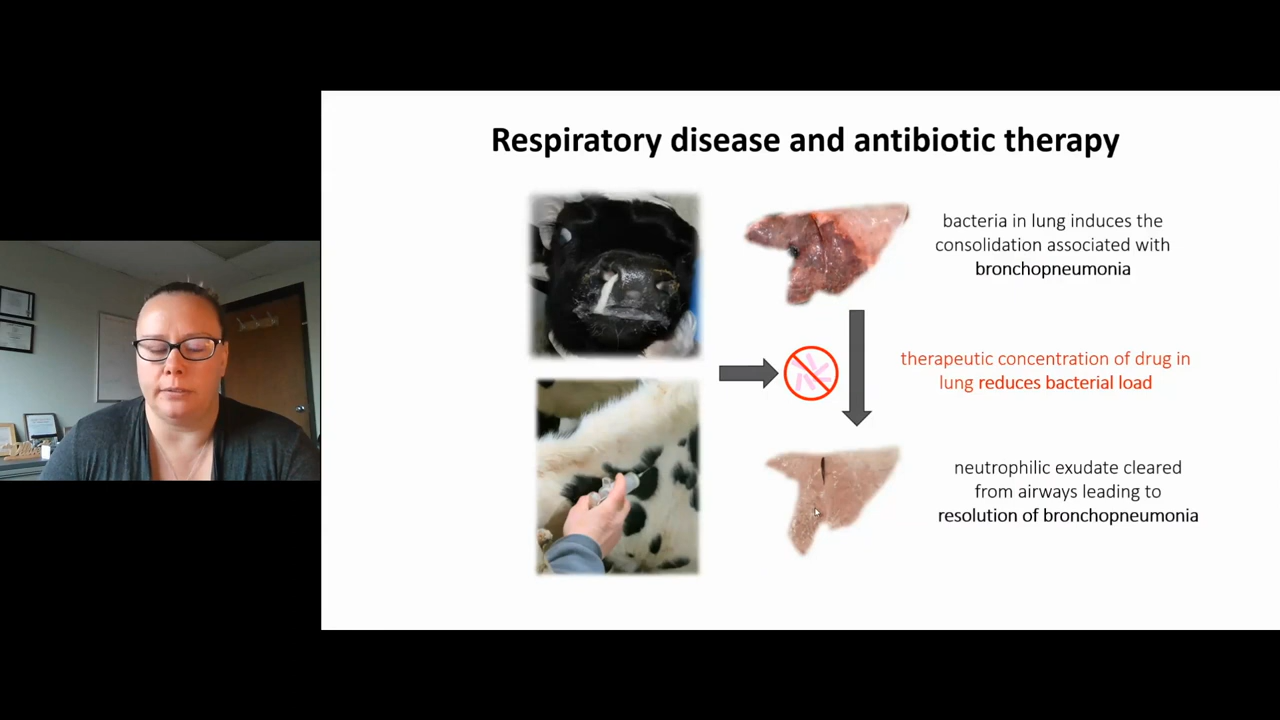 Respiratory disease and antibiotic therapy
bacteria in lung induces the
consolidation associated with
bronchopneumonia
therapeutic concentration of drug in
lung reduces bacterial load
neutrophilic exudate cleared
from airways leading to
resolution of bronchopneumonia